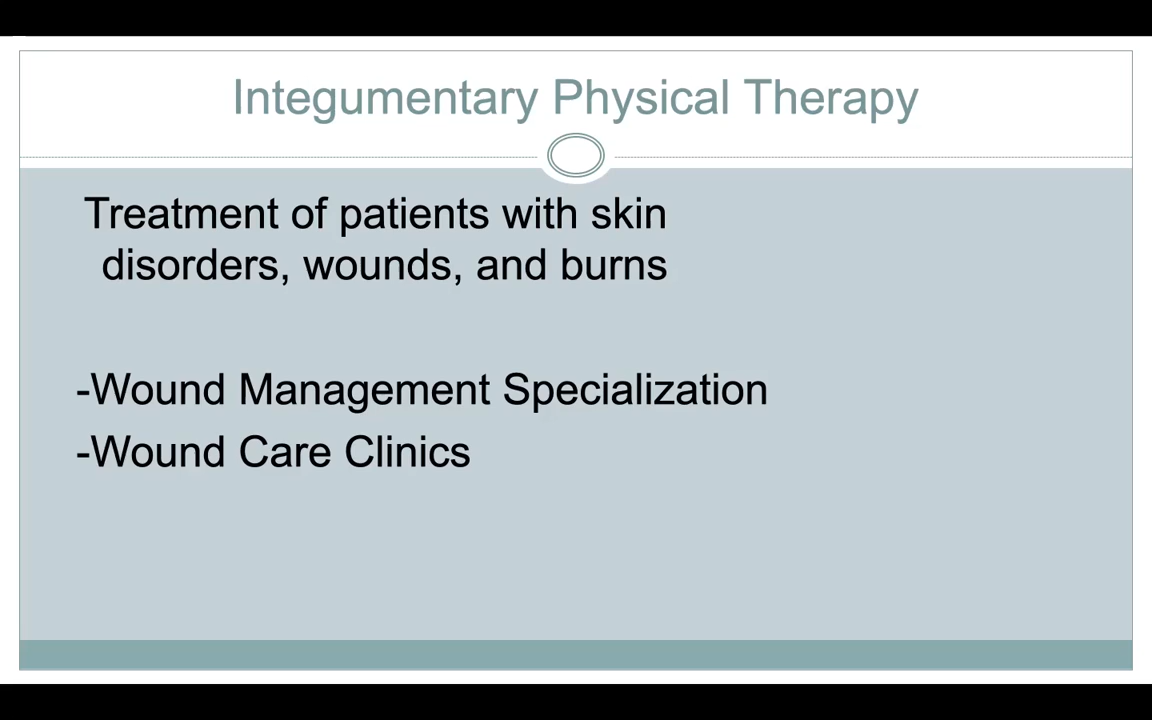 Integumentary Physical Therapy
Treatment of patients with skin
disorders, wounds, and burns
-Wound Management Specialization
-Wound Care Clinics